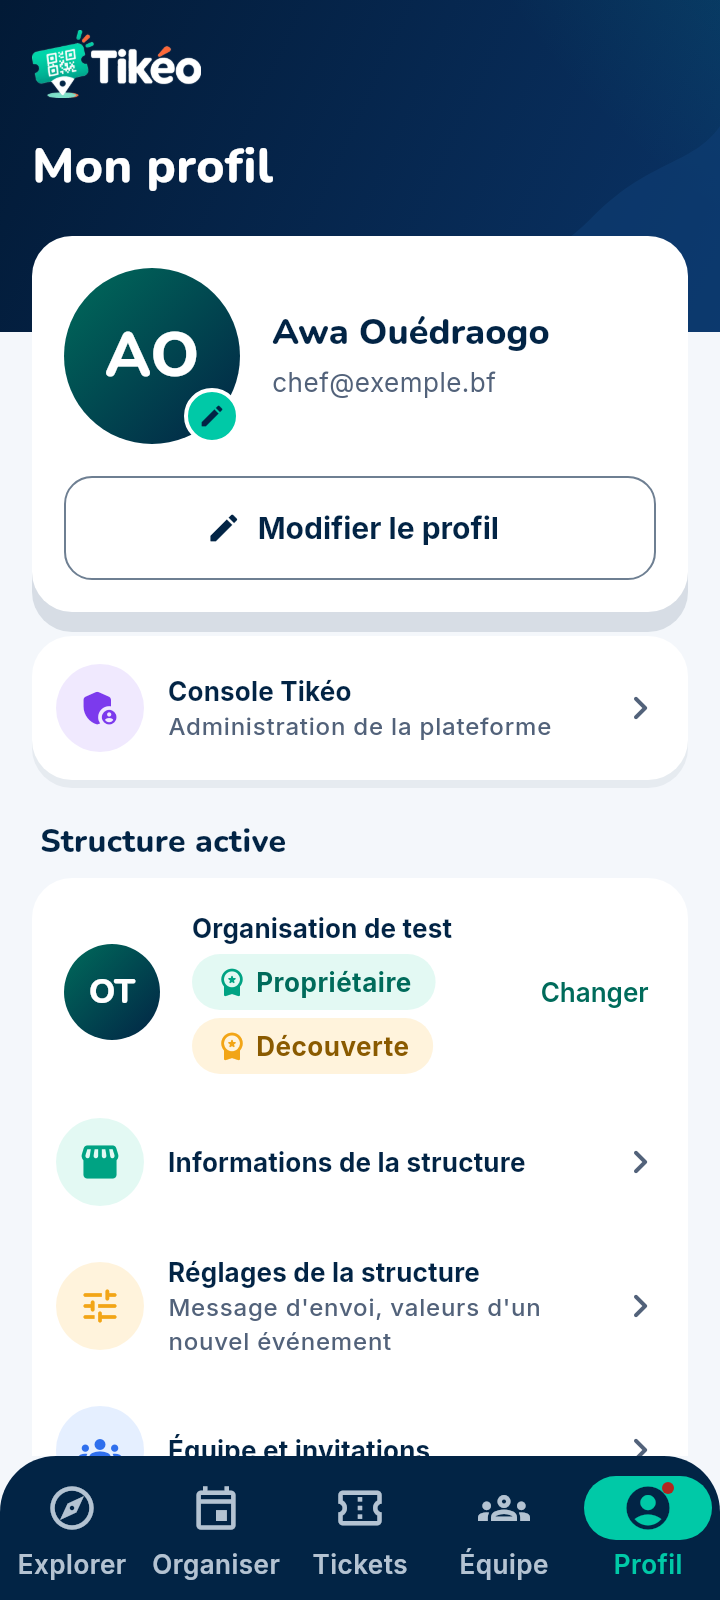 Tikéo
Mon profil
AO
Awa Ouédraogo
chef@exemple.bf
Modifier le profil
Console Tikéo
Administration de la plateforme
Structure active
OT
Organisation de test
Propriétaire
Découverte
Changer
Informations de la structure
Réglages de la structure
Message d'envoi, valeurs d'un
nouvel événement
Équipe et invitations
Explorer
Organiser
Tickets
Équipe
Profil